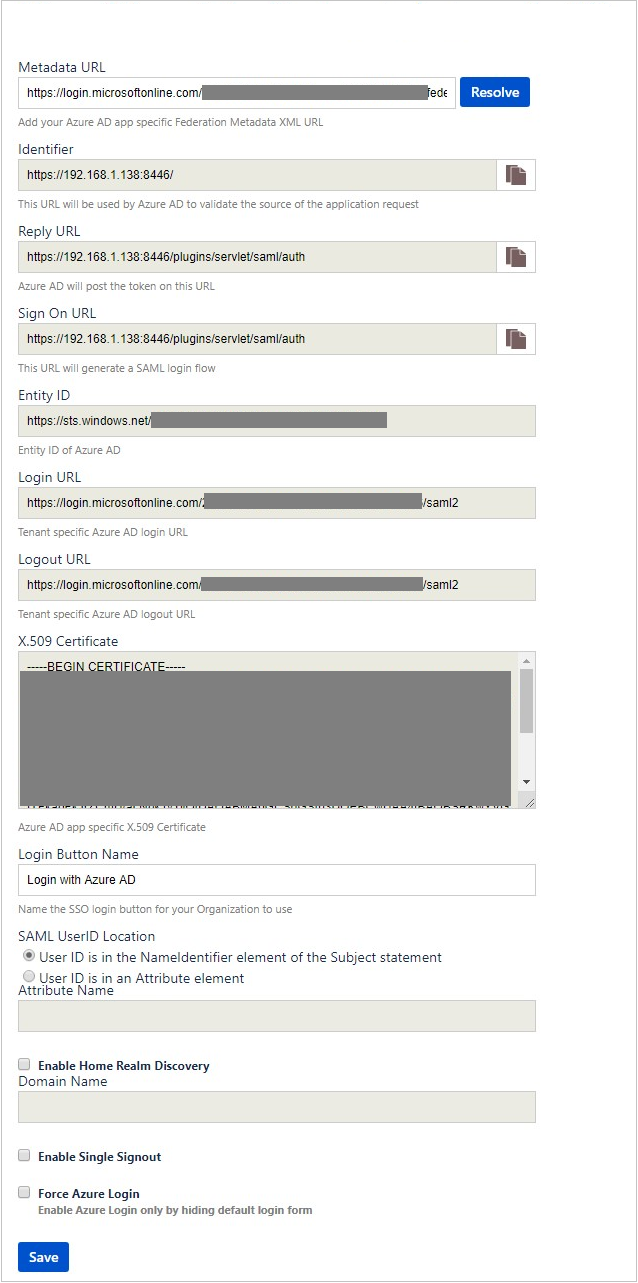 Metadata URL
https://login.microsoftonline.com/ fede
Resolve
Add your Azure AD app specific Federation Metadata XML URL
Identifier
https://192.168.1.138:8446/
This URL will be used by Azure AD to validate the source of the application request
Reply URL
https://192.168.1.138:8446/plugins/servlet/saml/auth
Azure AD will post the token on this URL
Sign On URL
https://192.168.1.138:8446/plugins/servlet/saml/auth
This URL will generate a SAML login flow
Entity ID
https://sts.windows.net/
Entity ID of Azure AD
Login URL
https://login.microsoftonline.com/ /saml2
Tenant specific Azure AD login URL
Logout URL
https://login.microsoftonline.com/ /saml2
Tenant specific Azure AD logout URL
X.509 Certificate
-----BEGIN CERTIFICATE-----
Azure AD app specific X.509 Certificate
Login Button Name
Login with Azure AD
Name the SSO login button for your Organization to use
SAML UserID Location
User ID is in the NameIdentifier element of the Subject statement
User ID is in an Attribute element
Attribute Name
Enable Home Realm Discovery
Domain Name
Enable Single Signout
Force Azure Login
Enable Azure Login only by hiding default login form
Save